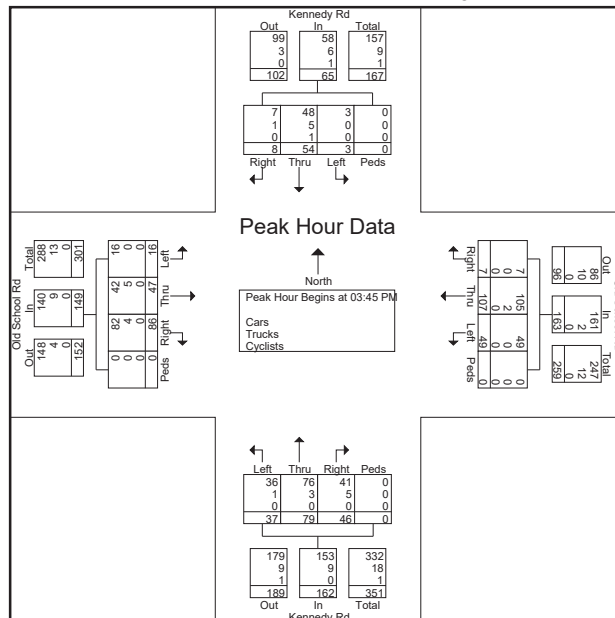 Kennedy Rd
Out In Total
99 58 157
3 6 9
0 1 1
102 65 167
7 48 3 0
1 5 0 0
0 1 0 0
8 54 3 0
Right Thru Left Peds
Peak Hour Data
North
Peak Hour Begins at 03:45 PM
Cars
Trucks
Cyclists
Old School Rd
Out In Total
148 140 288
4 9 13
0 0 0
152 149 301
0 82 42 16
0 4 5 0
0 0 0 0
0 86 47 16
Peds Right Thru Left
Out In Total
86 161 247
10 2 12
0 0 0
96 163 259
7 105 49 0
0 2 0 0
0 0 0 0
7 107 49 0
Right Thru Left Peds
Left Thru Right Peds
36 76 41 0
1 3 5 0
0 0 0 0
37 79 46 0
179 153 332
9 9 18
1 0 1
189 162 351
Out In Total
Kennedy Rd